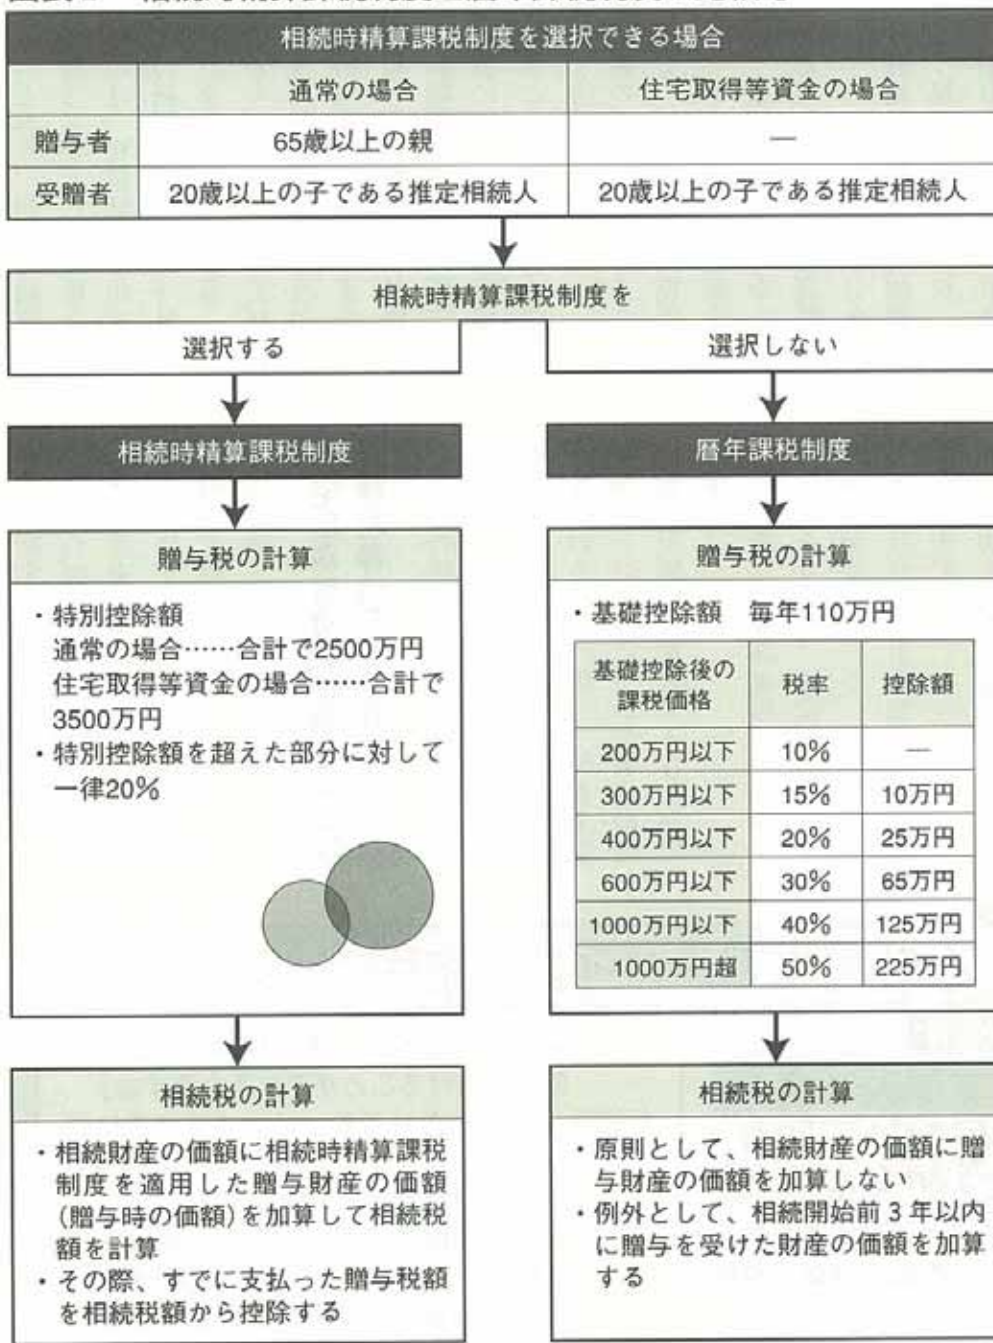 相続時精算課税制度を選択できる場合
通常の場合 住宅取得等資金の場合
贈与者 65歳以上の親 ―
受贈者 20歳以上の子である推定相続人 20歳以上の子である推定相続人
相続時精算課税制度を
選択する 選択しない
相続時精算課税制度
贈与税の計算
・特別控除額
通常の場合……合計で2500万円
住宅取得等資金の場合……合計で
3500万円
・特別控除額を超えた部分に対して
一律20%
相続税の計算
・相続財産の価額に相続時精算課税
制度を適用した贈与財産の価額
(贈与時の価額)を加算して相続税
額を計算
・その際、すでに支払った贈与税額
を相続税額から控除する
暦年課税制度
贈与税の計算
・基礎控除額 毎年110万円
基礎控除後の
課税価格 税率 控除額
200万円以下 10% ―
300万円以下 15% 10万円
400万円以下 20% 25万円
600万円以下 30% 65万円
1000万円以下 40% 125万円
1000万円超 50% 225万円
相続税の計算
・原則として、相続財産の価額に贈
与財産の価額を加算しない
・例外として、相続開始前3年以内
に贈与を受けた財産の価額を加算
する